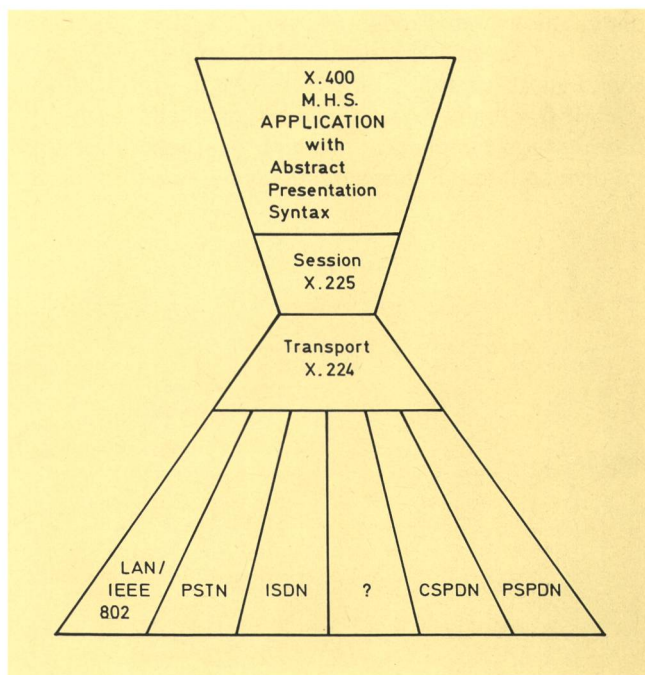 X.400
M.H.S.
APPLICATION
with
Abstract
Presentation
Syntax
Session
X.225
Transport
X.224
LAN/
IEEE
802
PSTN
ISDN
?
CSPDN
PSPDN